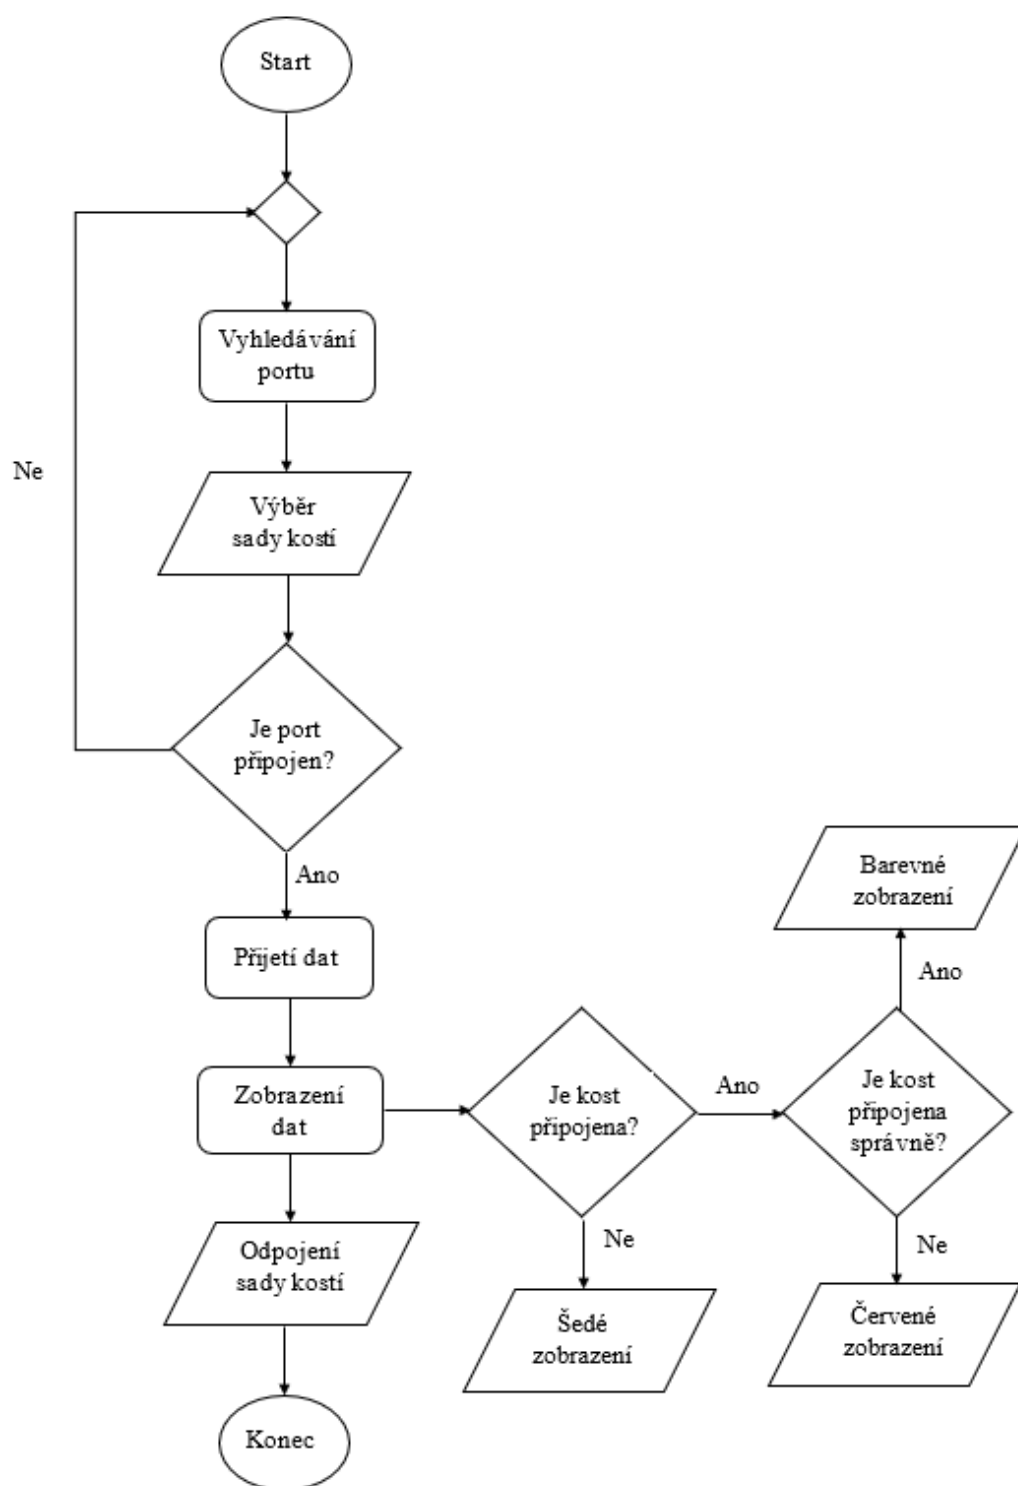 Start
Vyhledávání
portu
Ne
Výběr
sady kostí
Je port
připojen?
Ano
Přijetí dat
Zobrazení
dat
Je kost
připojena?
Ano
Je kost
připojena
správně?
Ano
Barevné
zobrazení
Ne
Šedé
zobrazení
Ne
Červené
zobrazení
Odpojení
sady kostí
Konec